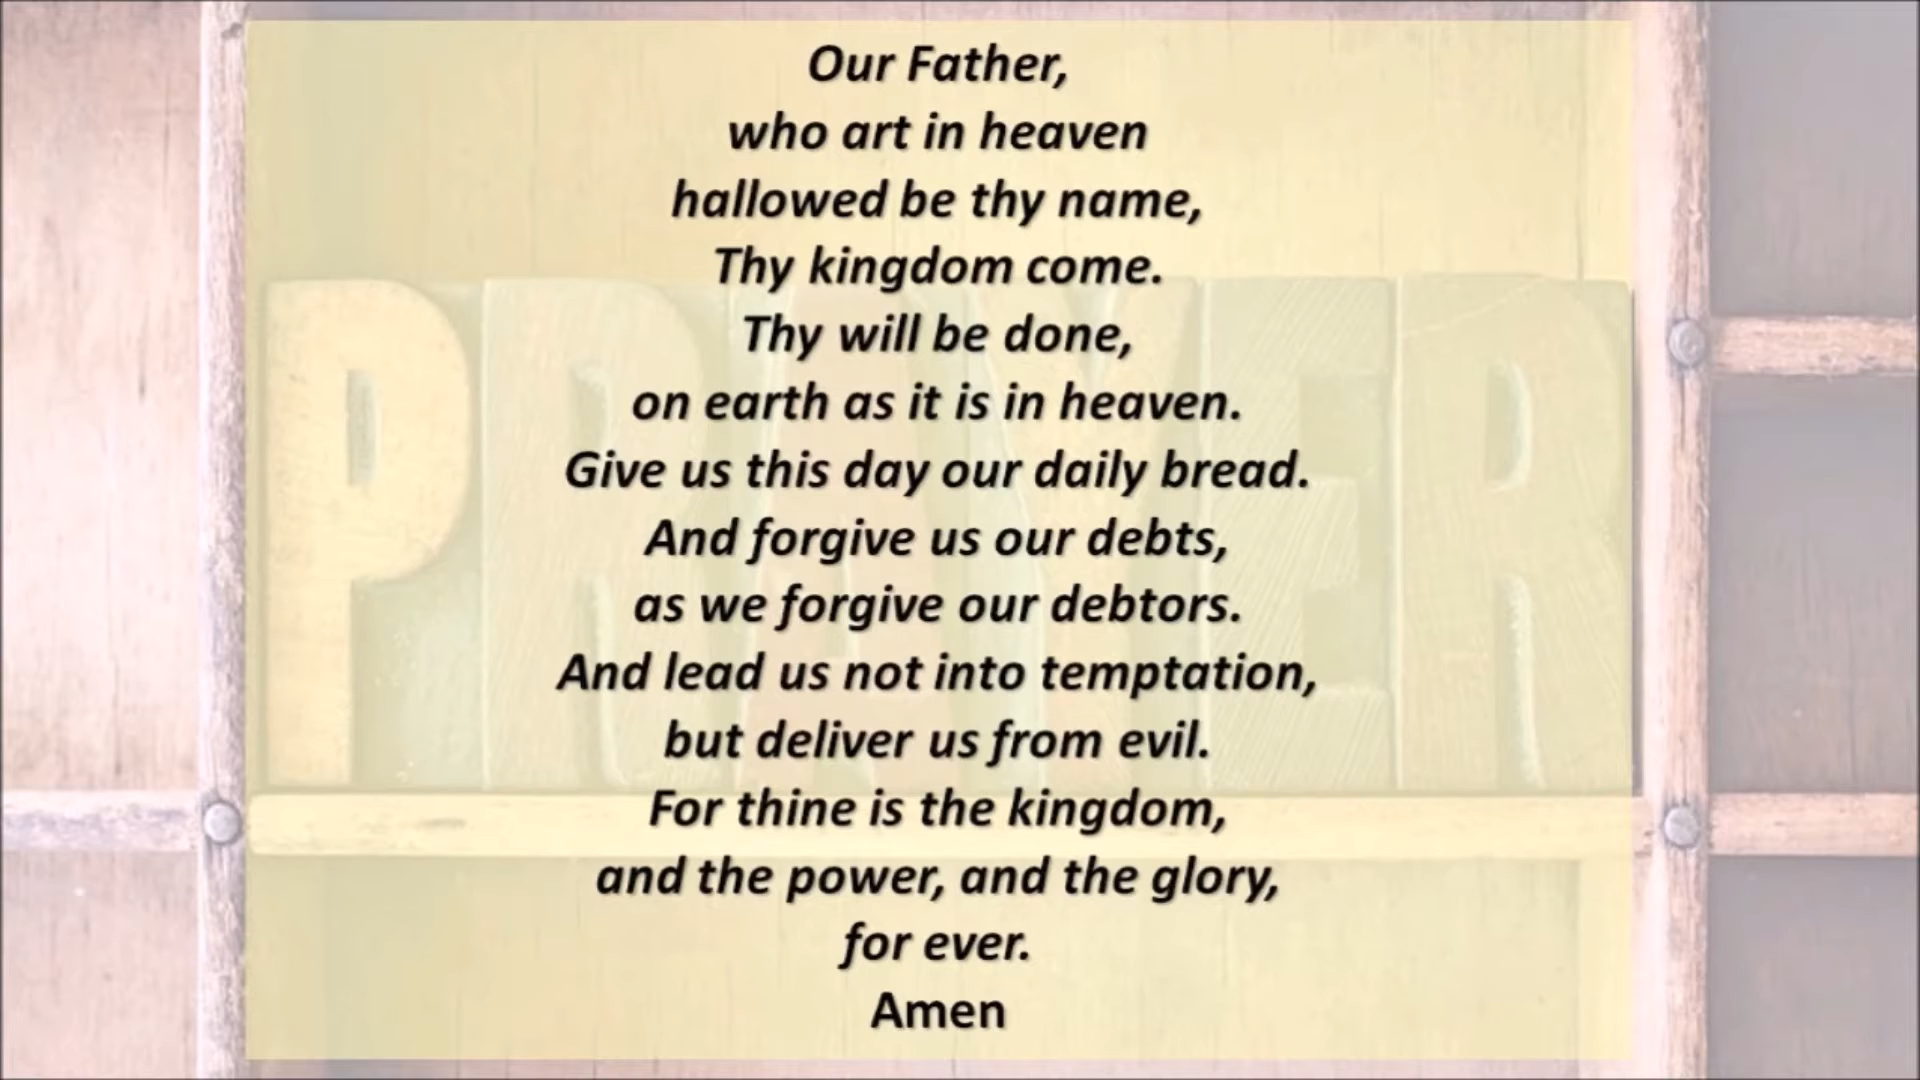 Our Father,
who art in heaven
hallowed be thy name,
Thy kingdom come.
Thy will be done,
on earth as it is in heaven.
Give us this day our daily bread.
And forgive us our debts,
as we forgive our debtors.
And lead us not into temptation,
but deliver us from evil.
For thine is the kingdom,
and the power, and the glory,
for ever.
Amen
PRAYER